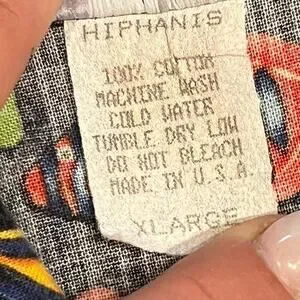 HIPHANIS
100% COTTON
MACHINE WASH
COLD WATER
TUMBLE DRY LOW
DO NOT BLEACH
MADE IN U.S.A.
XLARGE